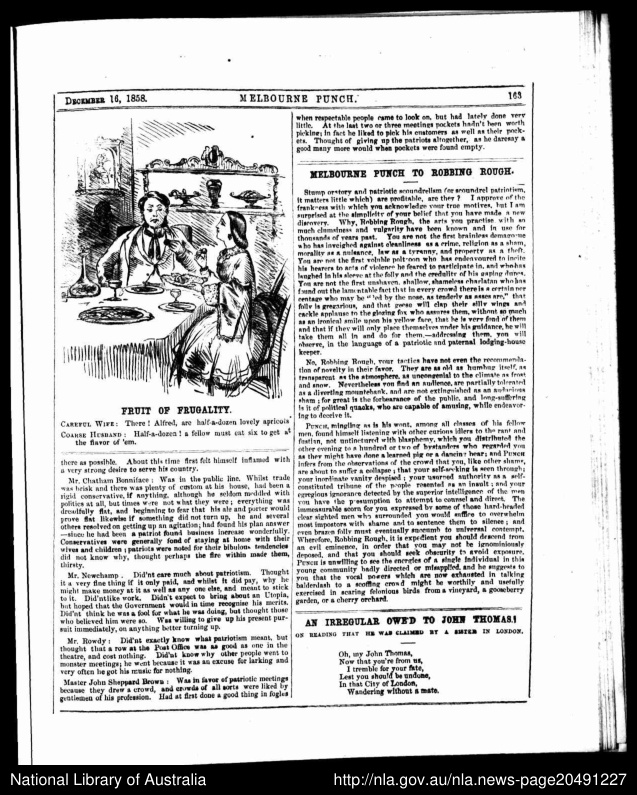 DECEMBER 16, 1858.
MELBOURNE PUNCH.
163
FRUIT OF FRUGALITY.
CAREFUL WIFE: There! Alfred, are half-a-dozen lovely apricots
COARSE HUSBAND: Half-a-dozen! a fellow must eat six to get at
the flavor of 'em.
there as possible. About this time first felt himself inflamed with
a very strong desire to serve his country.
Mr. Chatham Bonniface: Was in the public line. Whilst trade
was brisk and there was plenty of custom at his house, had been a
rigid conservative, if anything, although he seldom meddled with
politics at all, but times were not what they were; everything was
dreadfully flat, and beginning to fear that his ale and porter would
prove flat likewise if something did not turn up, he and several
others resolved on getting up an agitation; had found his plan answer
—since he had been a patriot found business increase wonderfully.
Conservatives were generally fond of staying at home with their
wives and children; patriots were noted for their bibulous tendencies
did not know why, thought perhaps the fire within made them,
thirsty.
Mr. Newchamp. Did'nt care much about patriotism. Thought
it a very fine thing if it only paid, and whilst it did pay, why he
might make money at it as well as any one else, and meant to stick
to it. Did'nt like work. Didn't expect to bring about an Utopia,
but hoped that the Government would in time recognise his merits.
Did'nt think he was a fool for what he was doing, but thought those
who believed him were so. Was willing to give up his present pur-
suit immediately, on anything better turning up.
Mr. Rowdy: Did'nt exactly know what patriotism meant, but
thought that a row at the Post Office was as good as one in the
theatre, and cost nothing. Did'nt know why other people went to
monster meetings; he went because it was an excuse for larking and
very often he got his music for nothing.
Master John Sheppard Brown: Was in favor of patriotic meetings
because they drew a crowd, and crowds of all sorts were liked by
gentlemen of his profession. Had at first done a good thing in fogles
when respectable people came to look on, but had lately done very
little. At the last two or three meetings pockets hadn't been worth
picking; in fact he liked to pick his customers as well as their pock-
ets. Thought of giving up the patriots altogether, as he daresay a
good many more would when pockets were found empty.
MELBOURNE PUNCH TO ROBBING ROUGH.
Stump oratory and patriotic scoundrelism (or scoundrel patriotism,
it matters little which) are profitable, are they? I approve of the
frankness with which you acknowledge your true motives, but I am
surprised at the simplicity of your belief that you have made a new
discovery. Why, Robbing Rough, the arts you practise with so
much clumsiness and vulgarity have been known and in use for
thousands of years past. You are not the first brainless demagogue
who has inveighed against cleanliness as a crime, religion as a sham,
morality as a nuisance, law as a tyranny, and property as a theft.
You are not the first voluble poltroon who has endeavoured to incite
his hearers to acts of violence he feared to participate in, and who has
laughed in his sleeve at the folly and the credulity of his gaping dunces.
You are not the first unshaven, shallow, shameless charlatan who has
found out the lamentable fact that in every crowd there is a certain per
centage who may be "led by the nose, as tenderly as asses are," that
folly is gregarious, and that geese will clap their silly wings and
cackle applause to the glozing fox who assures them, without so much
as an ironical smile upon his yellow face, that he is very fond of them
and that if they will only place themselves under his guidance, he will
take them all in and do for them,—addressing them, you will
observe, in the language of a patriotic and paternal lodging-house
keeper.
No, Robbing Rough, your tactics have not even the recommenda-
tion of novelty in their favor. They are as old as humbug itself, as
transparent as the atmosphere, as uncongenial to the climate as frost
and snow. Nevertheless you find an audience, are partially tolerated
as a diverting mountebank, and are not extinguished as an audacious
sham; for great is the forbearance of the public, and long-suffering
is it of political quacks, who are capable of amusing, while endeavor-
ing to deceive it.
PUNCH, mingling as is his wont, among all classes of his fellow
men, found himself listening with other curious idlers to the rant and
fustian, not untinctured with blasphemy, which you distributed the
other evening to a hundred or two of bystanders who regarded you
as they might have done a learned pig or a dancing bear; and PUNCH
infers from the observations of the crowd that you, like other shams,
are about to suffer a collapse; that your self-seeking is seen through;
your inordinate vanity despised; your usurped authority as a self-
constituted tribune of the people resented as an insult; and your
egregious ignorance detected by the superior intelligence of the men
you have the presumption to attempt to counsel and direct. The
immeasurable scorn for you expressed by some of those hard-headed
clear sighted men who surrounded you would suffice to overwhelm
most impostors with shame and to sentence them to silence; and
even brazen folly must eventually succumb to universal contempt.
Wherefore, Robbing Rough, it is expedient you should descend from
an evil eminence, in order that you may not be ignominiously
deposed, and that you should seek obscurity to avoid exposure.
PUNCH is unwilling to see the energies of a single individual in this
young community badly directed or misapplied, and he suggests to
you that the vocal powers which are now exhausted in talking
balderdash to a scoffing crowd might be worthily and usefully
exercised in scaring felonious birds from a vineyard, a gooseberry
garden, or a cherry orchard.
AN IRREGULAR OWE'D TO JOHN THOMAS!
ON READING THAT HE WAS CLAIMED BY A SISTER IN LONDON.
Oh, my John Thomas,
Now that you're from us,
I tremble for your fate,
Lest you should be undone,
In that City of London,
Wandering without a mate.
National Library of Australia
http://nla.gov.au/nla.news-page20491227